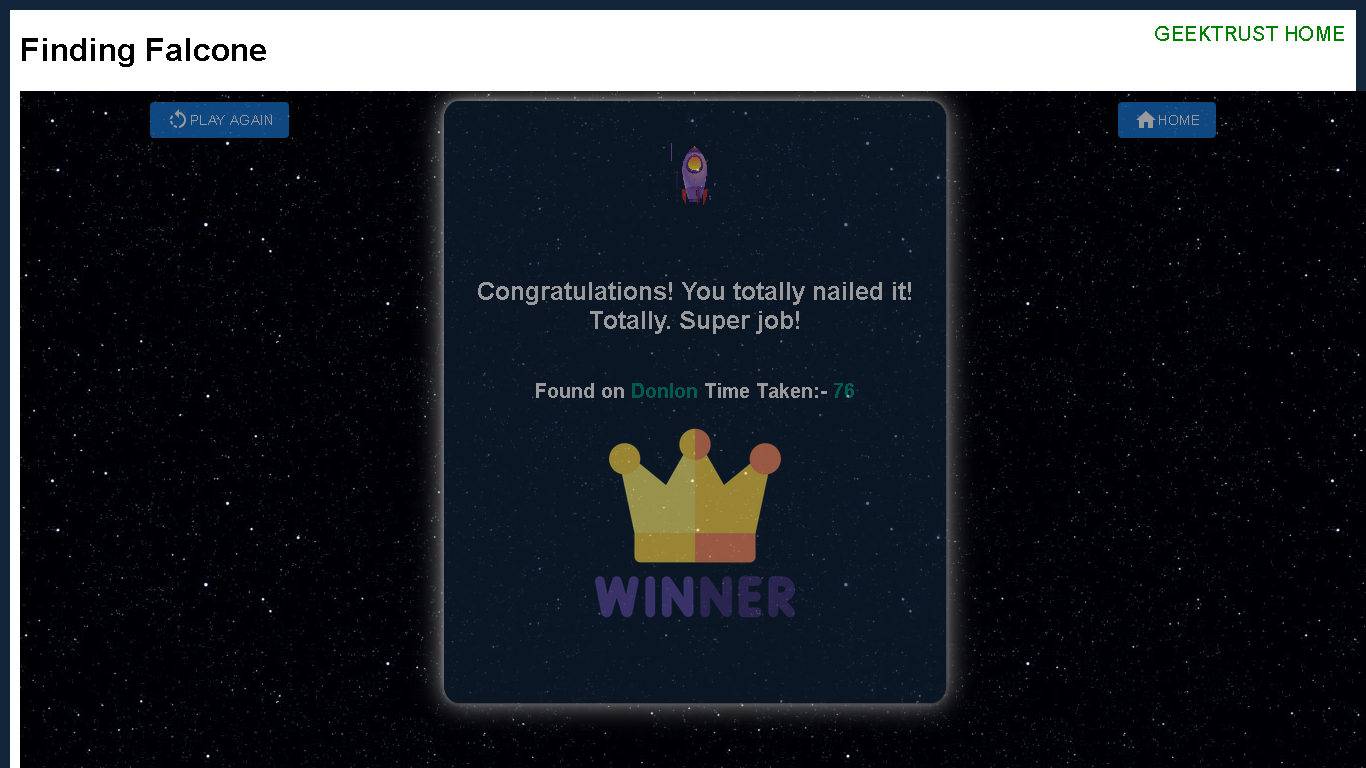 Finding Falcone
GEEKTRUST HOME
PLAY AGAIN
HOME
Congratulations! You totally nailed it!
Totally. Super job!
Found on Donlon Time Taken:- 76
WINNER